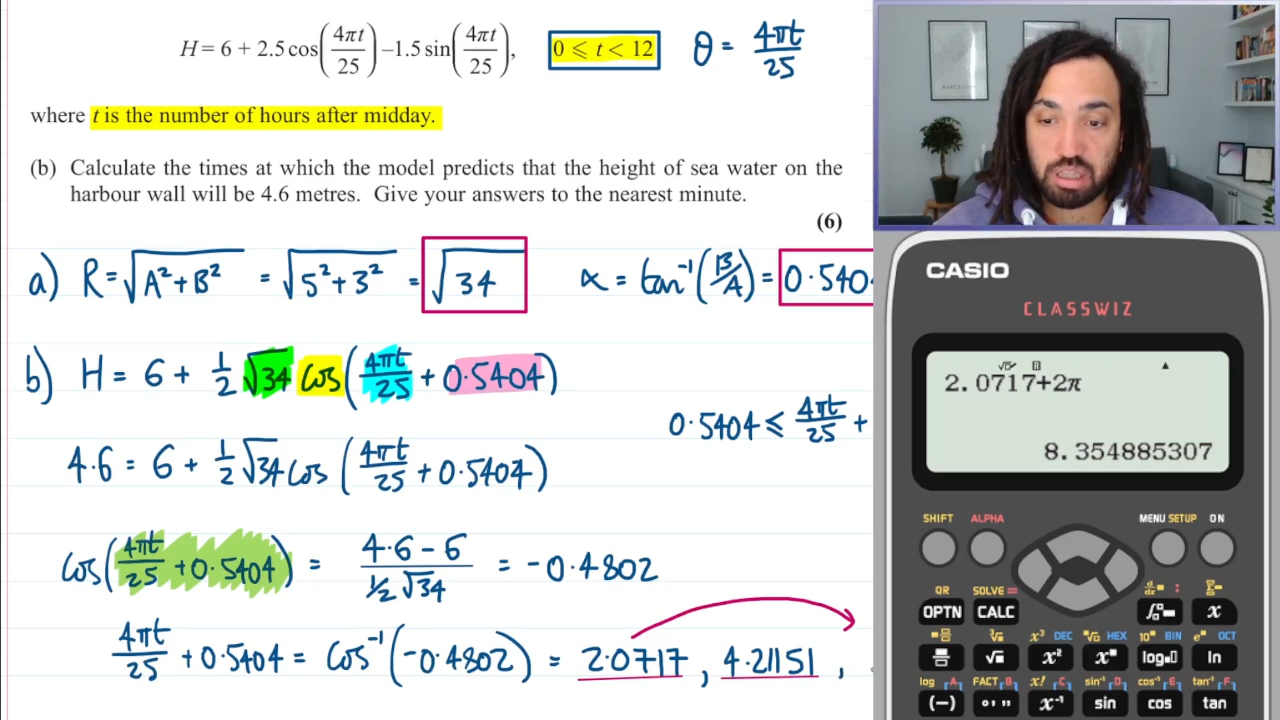 H = 6 + 2.5 cos(4πt/25) −1.5 sin(4πt/25), 0 ⩽ t < 12 θ = 4πt/25
where t is the number of hours after midday.
(b) Calculate the times at which the model predicts that the height of sea water on the
harbour wall will be 4.6 metres. Give your answers to the nearest minute.
(6)
a) R = √(A² + B²) = √(5² + 3²) = √34 α = tan⁻¹(B/A) = 0.540
b) H = 6 + ½√34 cos(4πt/25 + 0.5404)
0.5404 ⩽ 4πt/25 +
4.6 = 6 + ½√34 cos(4πt/25 + 0.5404)
cos(4πt/25 + 0.5404) = (4.6 − 6)/(½√34) = −0.4802
4πt/25 + 0.5404 = cos⁻¹(−0.4802) = 2.0717, 4.21151,
CASIO
CLASSWIZ
2.0717+2π
8.354885307
SHIFT ALPHA MENU SETUP ON
QR SOLVE =
OPTN CALC x
x³ DEC HEX 10■ BIN e■ OCT
x² x■ log ln
log A FACT B x! C sin⁻¹ D cos⁻¹ E tan⁻¹ F
(−) x⁻¹ sin cos tan